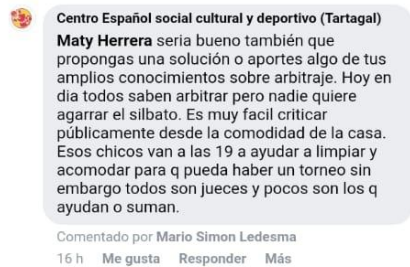 Centro Español social cultural y deportivo (Tartagal)
Maty Herrera seria bueno también que
propongas una solución o aportes algo de tus
amplios conocimientos sobre arbitraje. Hoy en
dia todos saben arbitrar pero nadie quiere
agarrar el silbato. Es muy facil criticar
públicamente desde la comodidad de la casa.
Esos chicos van a las 19 a ayudar a limpiar y
acomodar para q pueda haber un torneo sin
embargo todos son jueces y pocos son los q
ayudan o suman.
Comentado por Mario Simon Ledesma
16 h Me gusta Responder Más